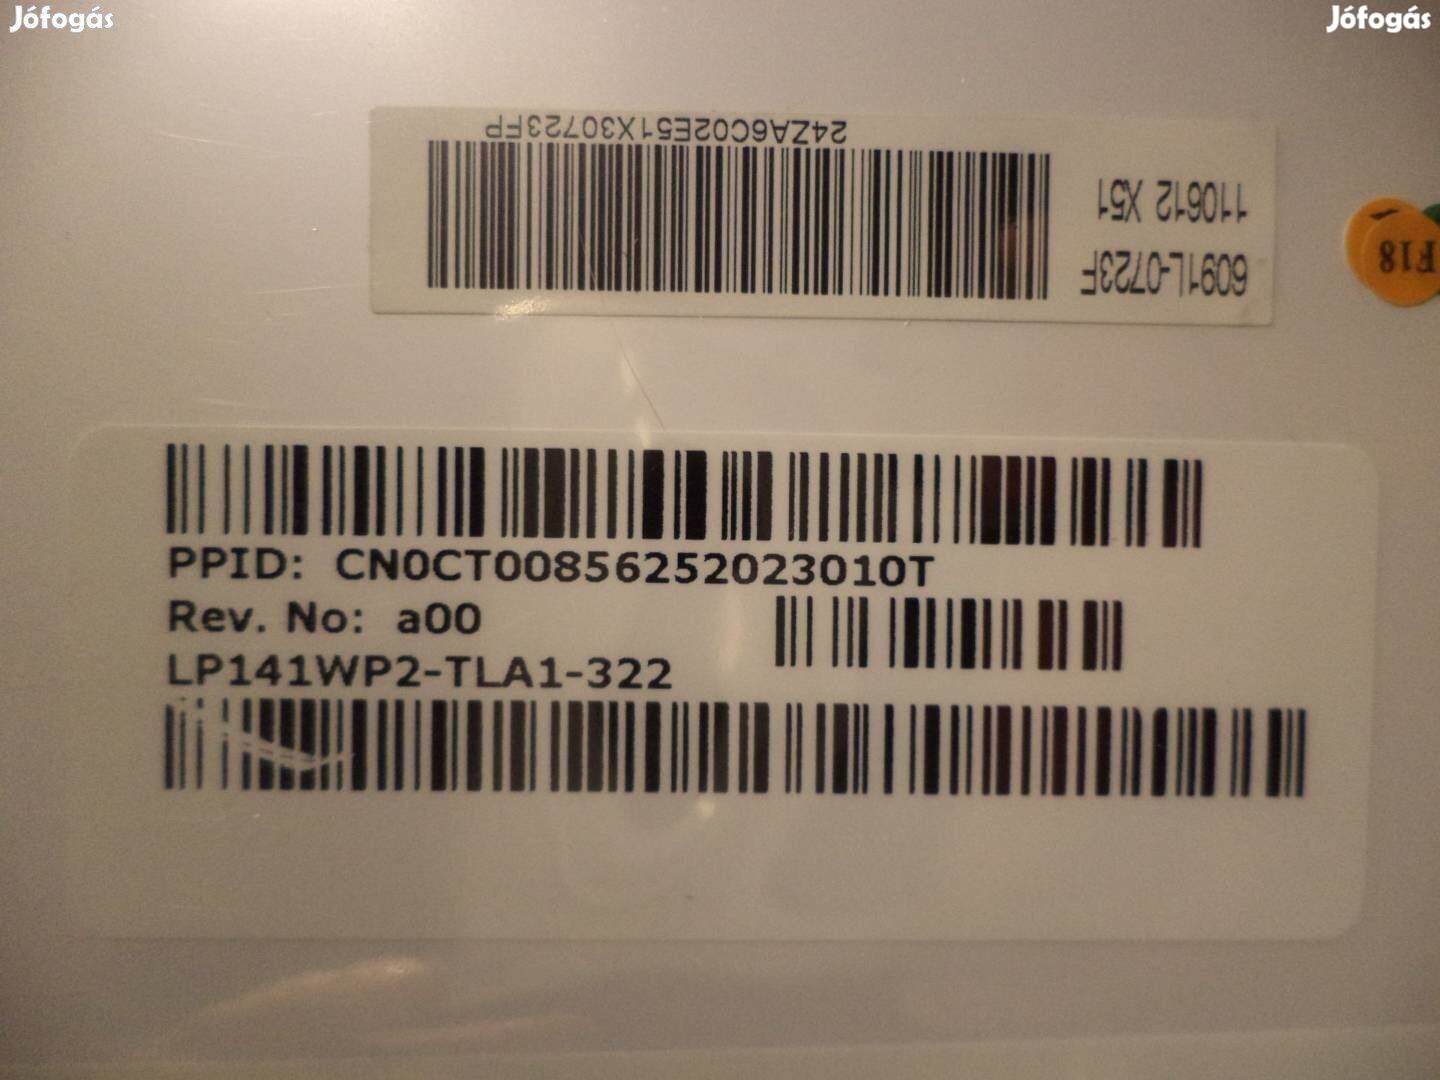 Jófogás
Jófogás
24ZA6C02E51X30723FP
110612 X51
6091L-0723F
F18
PPID: CN0CT00856252023010T
Rev. No: a00
LP141WP2-TLA1-322